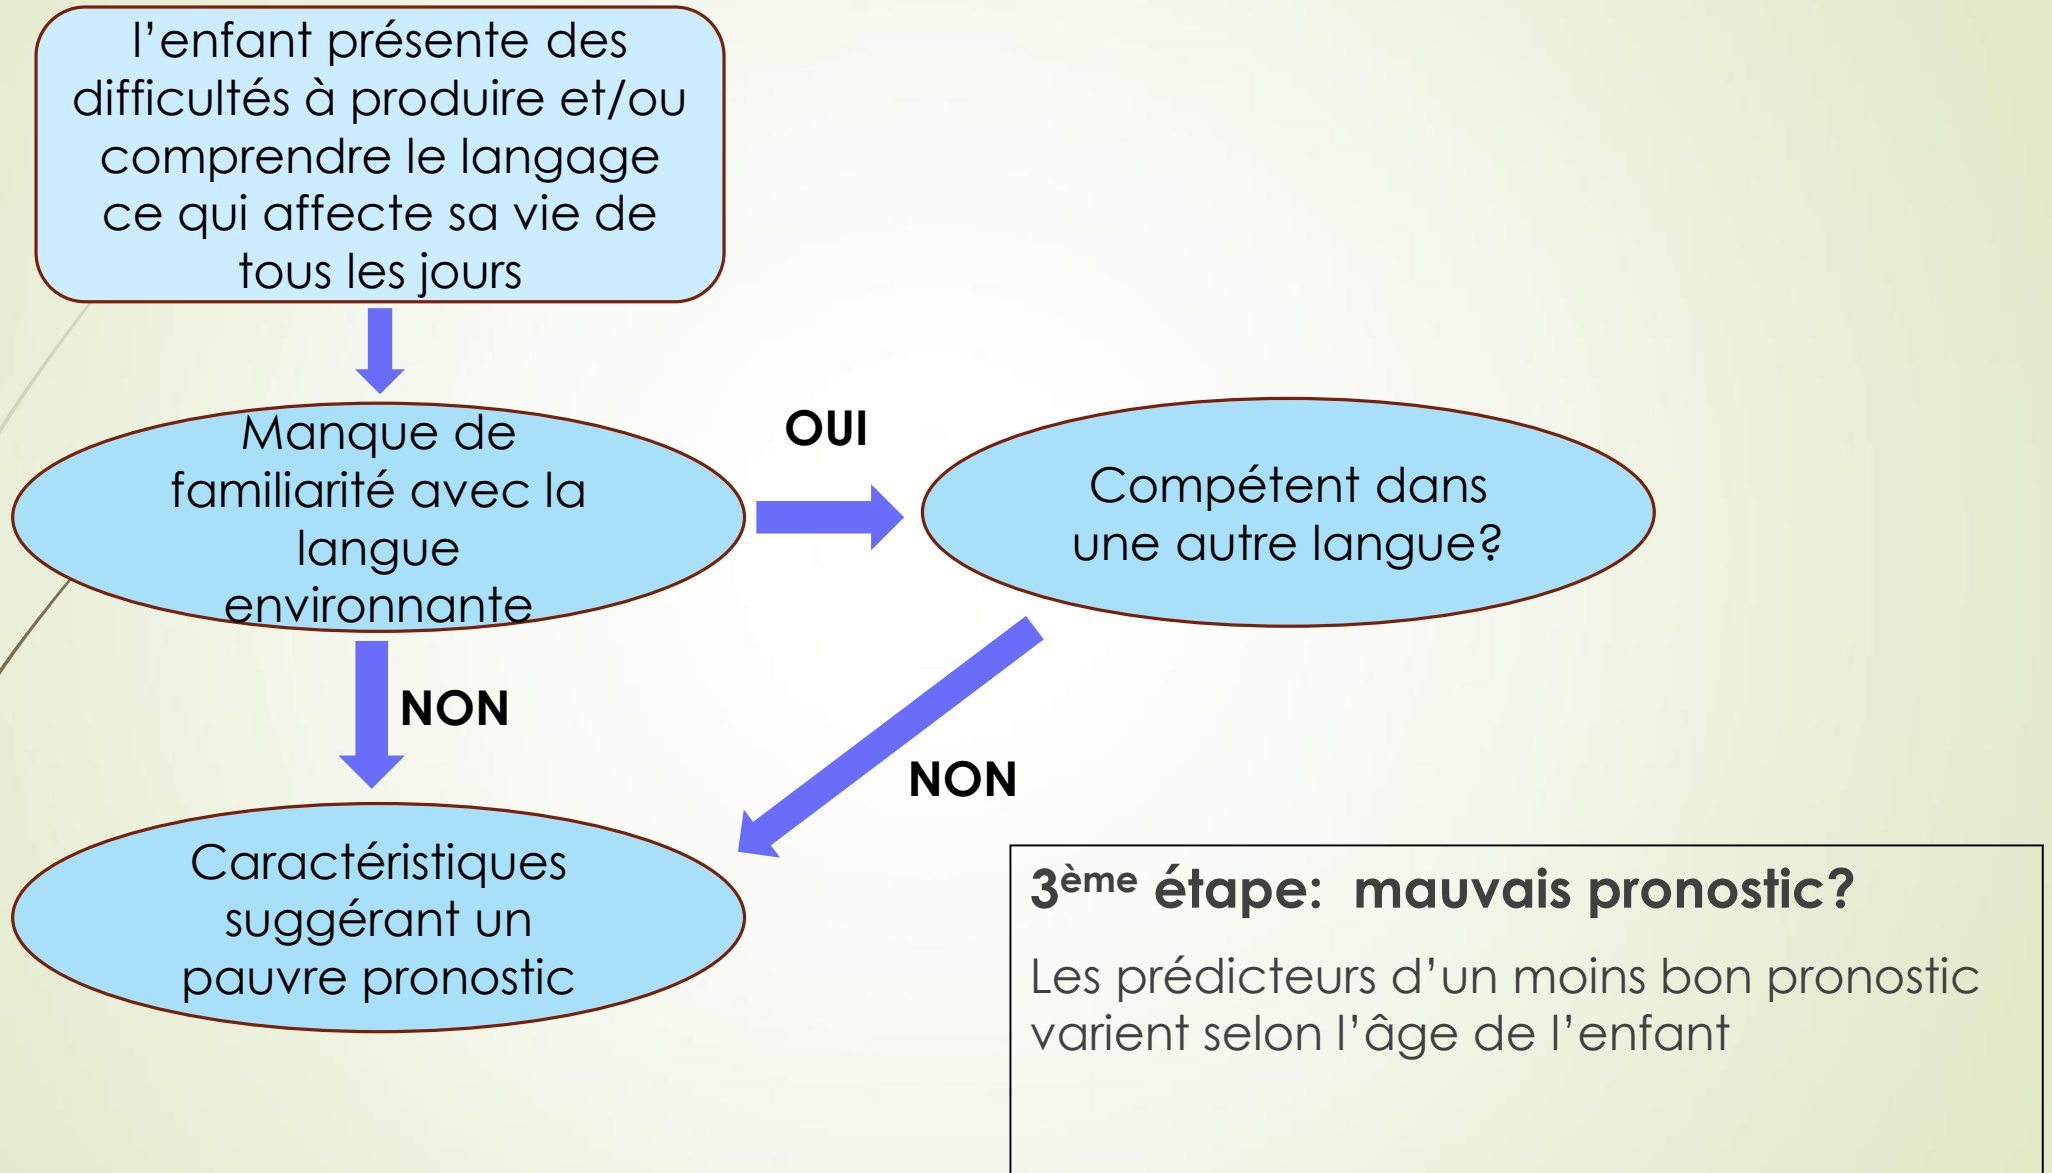 l’enfant présente des
difficultés à produire et/ou
comprendre le langage
ce qui affecte sa vie de
tous les jours
Manque de
familiarité avec la
langue
environnante
OUI
Compétent dans
une autre langue?
NON
NON
Caractéristiques
suggérant un
pauvre pronostic
3ème étape:  mauvais pronostic?
Les prédicteurs d’un moins bon pronostic
varient selon l’âge de l’enfant